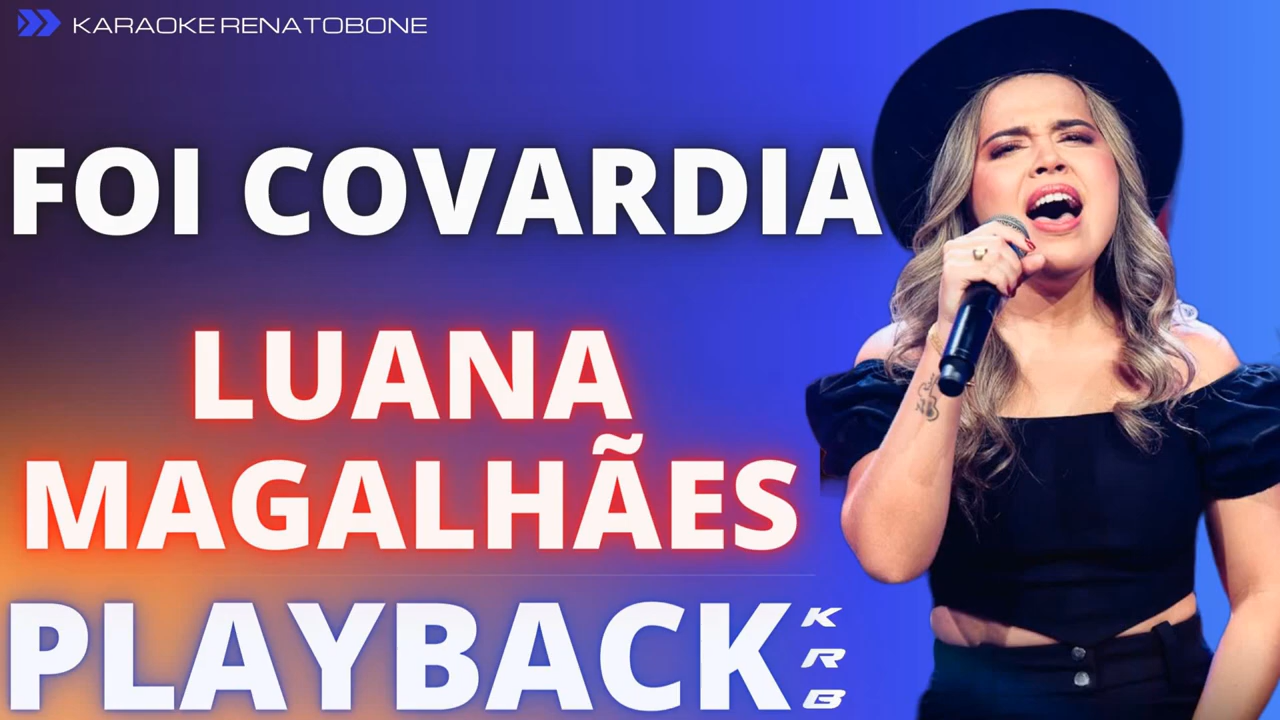 KARAOKE RENATOBONE
FOI COVARDIA
LUANA
MAGALHÃES
PLAYBACK
K
R
B